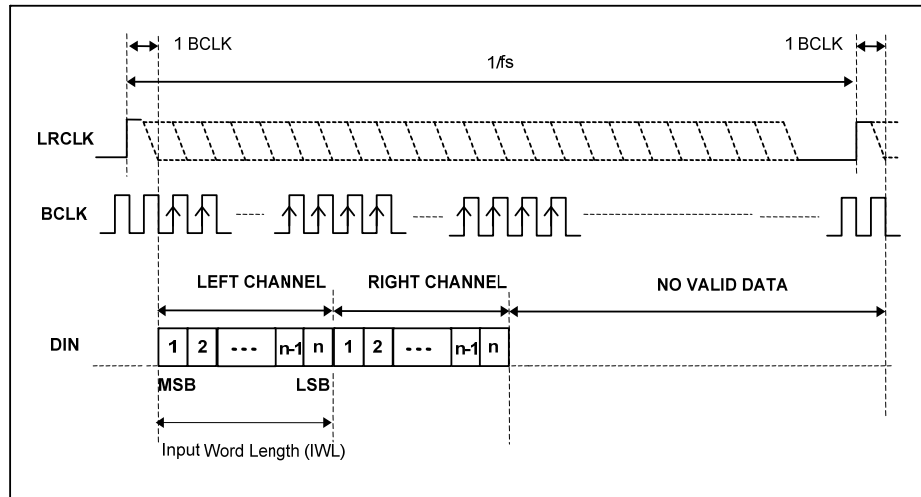 1 BCLK
1 BCLK
1/fs
LRCLK
BCLK
LEFT CHANNEL
RIGHT CHANNEL
NO VALID DATA
DIN
1 2 --- n-1 n 1 2 --- n-1 n
MSB
LSB
Input Word Length (IWL)